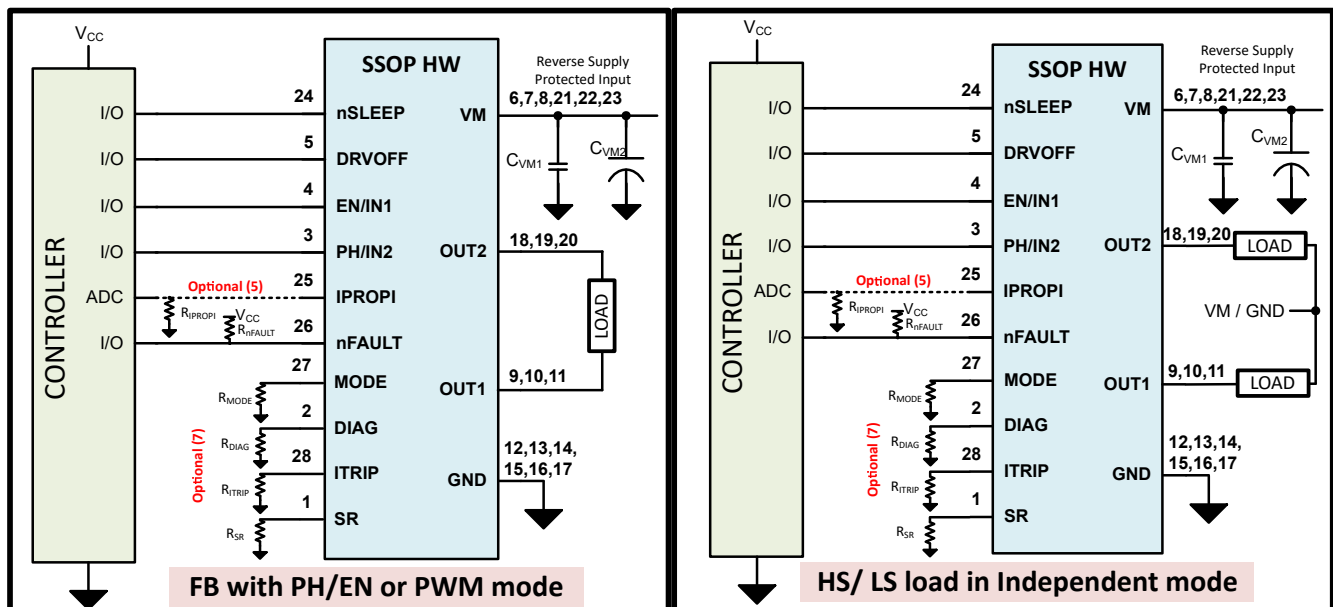 VCC
SSOP HW
Reverse Supply
Protected Input
6,7,8,21,22,23
CONTROLLER
I/O
24
nSLEEP
VM
CVM1
CVM2
I/O
5
DRVOFF
I/O
4
EN/IN1
I/O
3
PH/IN2
OUT2
18,19,20
LOAD
ADC
Optional (5)
25
IPROPI
RIPROPI
VCC
RnFAULT
I/O
26
nFAULT
27
MODE
OUT1
9,10,11
RMODE
2
DIAG
RDIAG
Optional (7)
28
ITRIP
RITRIP
GND
12,13,14,
15,16,17
1
SR
RSR
FB with PH/EN or PWM mode
VCC
SSOP HW
Reverse Supply
Protected Input
6,7,8,21,22,23
CONTROLLER
I/O
24
nSLEEP
VM
CVM1
CVM2
I/O
5
DRVOFF
I/O
4
EN/IN1
I/O
3
PH/IN2
OUT2
18,19,20
LOAD
ADC
Optional (5)
25
IPROPI
RIPROPI
VCC
RnFAULT
VM / GND
I/O
26
nFAULT
27
MODE
OUT1
9,10,11
LOAD
RMODE
2
DIAG
RDIAG
Optional (7)
28
ITRIP
RITRIP
GND
12,13,14,
15,16,17
1
SR
RSR
HS/ LS load in Independent mode